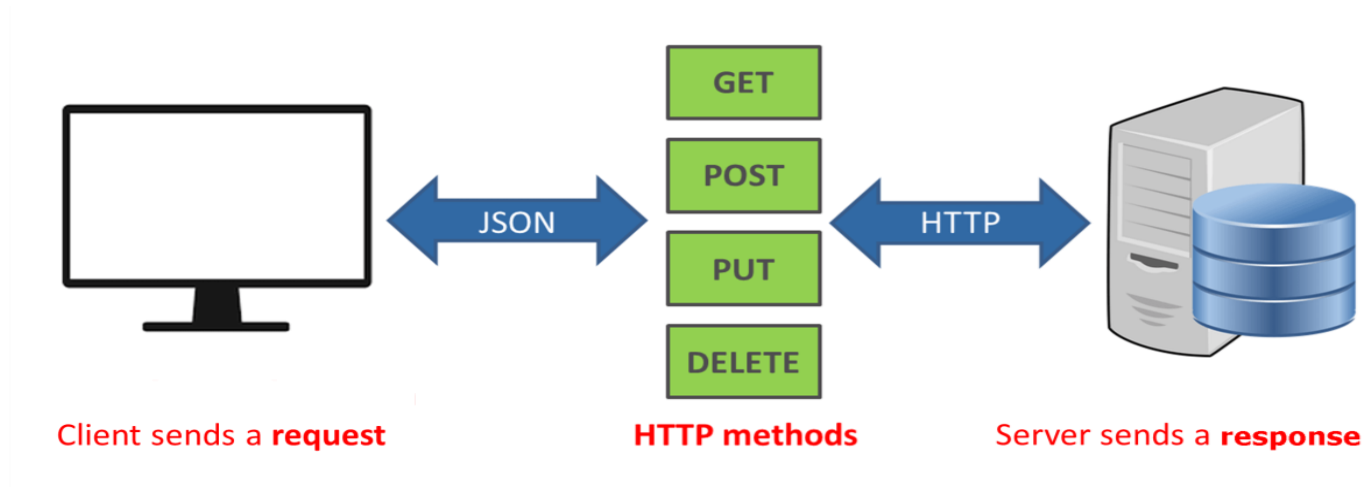 GET
POST
JSON
HTTP
PUT
DELETE
Client sends a request
HTTP methods
Server sends a response